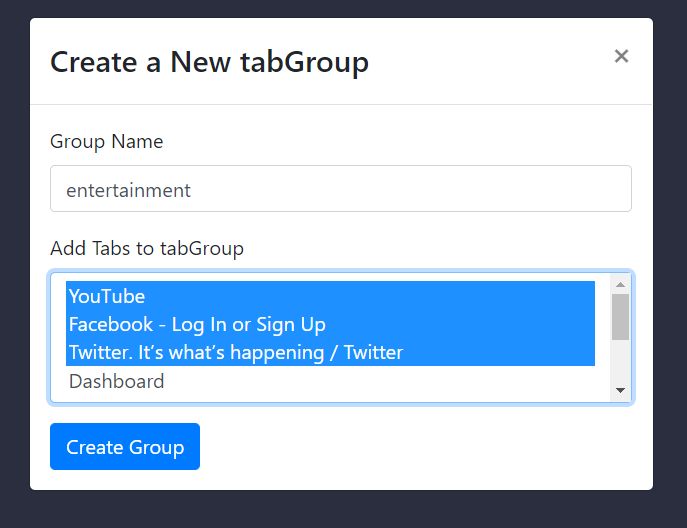 Create a New tabGroup ×
Group Name
entertainment
Add Tabs to tabGroup
YouTube
Facebook - Log In or Sign Up
Twitter. It’s what’s happening / Twitter
Dashboard
Create Group